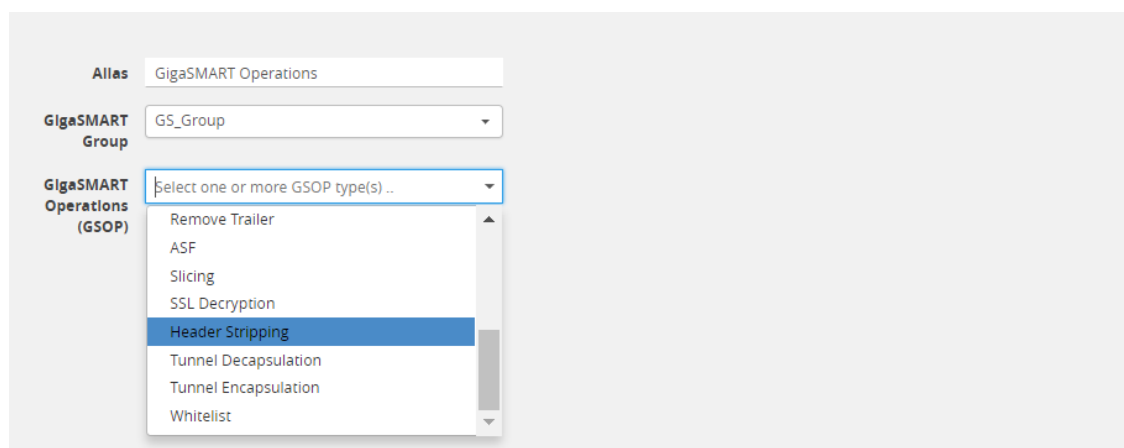 Alias
GigaSMART Operations
GigaSMART
Group
GS_Group
GigaSMART
Operations
(GSOP)
Select one or more GSOP type(s) ..
Remove Trailer
ASF
Slicing
SSL Decryption
Header Stripping
Tunnel Decapsulation
Tunnel Encapsulation
Whitelist